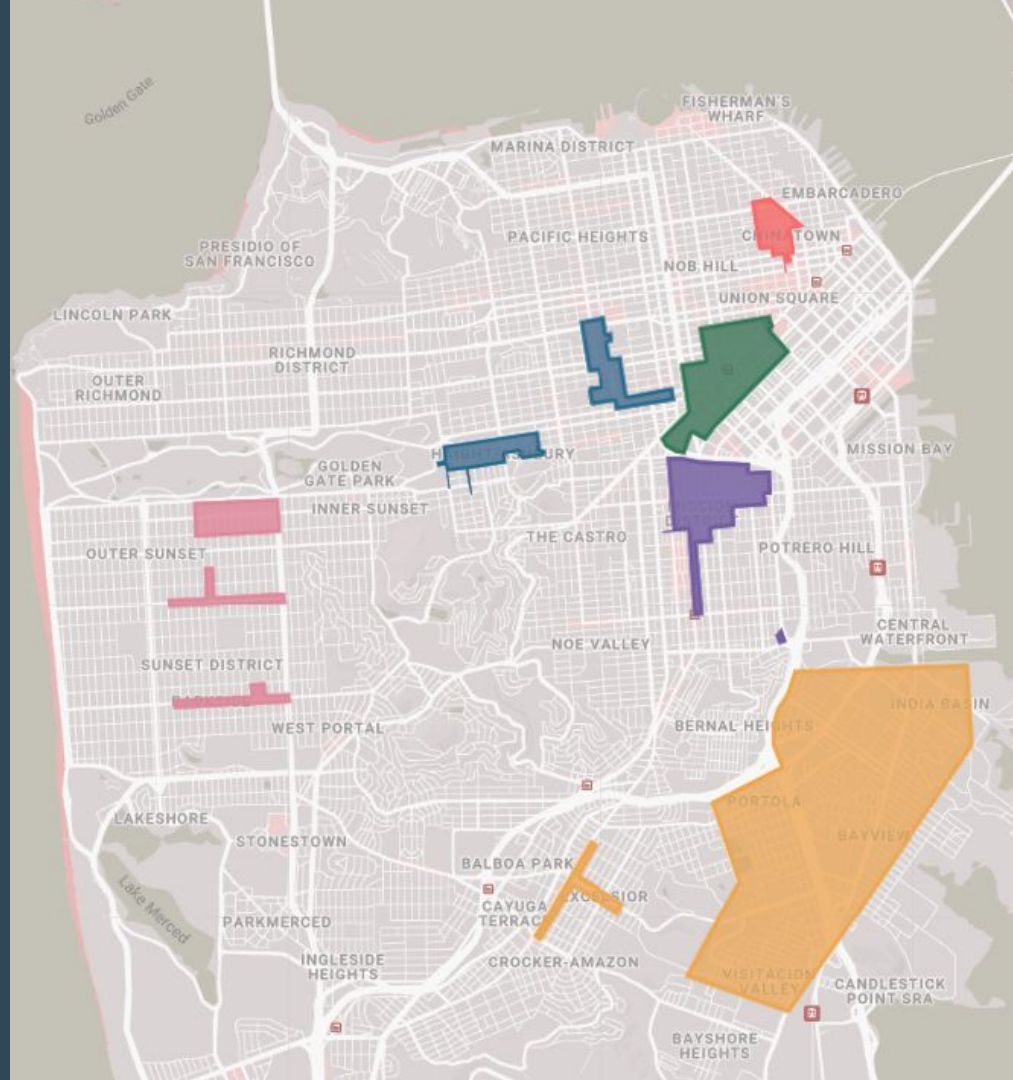 Golden Gate
FISHERMAN'S
WHARF
MARINA DISTRICT
EMBARCADERO
PRESIDIO OF
SAN FRANCISCO
PACIFIC HEIGHTS
CHINATOWN
NOB HILL
UNION SQUARE
LINCOLN PARK
RICHMOND
DISTRICT
OUTER
RICHMOND
HAIGHT-ASHBURY
MISSION BAY
GOLDEN
GATE PARK
INNER SUNSET
THE CASTRO
OUTER SUNSET
POTRERO HILL
CENTRAL
WATERFRONT
NOE VALLEY
SUNSET DISTRICT
PARKSIDE
INDIA BASIN
WEST PORTAL
BERNAL HEIGHTS
PORTOLA
LAKESHORE
BAYVIEW
STONESTOWN
BALBOA PARK
EXCELSIOR
CAYUGA
TERRACE
Lake Merced
PARKMERCED
INGLESIDE
HEIGHTS
CROCKER-AMAZON
VISITACION
VALLEY
CANDLESTICK
POINT SRA
BAYSHORE
HEIGHTS